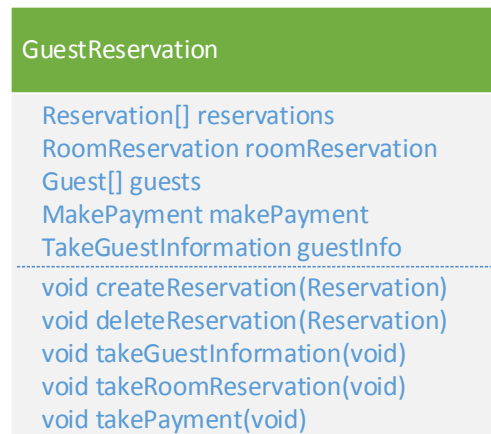 GuestReservation
Reservation[] reservations
RoomReservation roomReservation
Guest[] guests
MakePayment makePayment
TakeGuestInformation guestInfo
void createReservation(Reservation)
void deleteReservation(Reservation)
void takeGuestInformation(void)
void takeRoomReservation(void)
void takePayment(void)